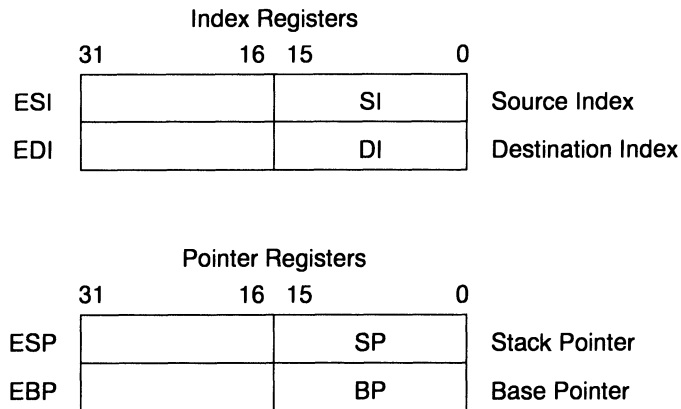 Index Registers
31 16 15 0
ESI SI Source Index
EDI DI Destination Index
Pointer Registers
31 16 15 0
ESP SP Stack Pointer
EBP BP Base Pointer